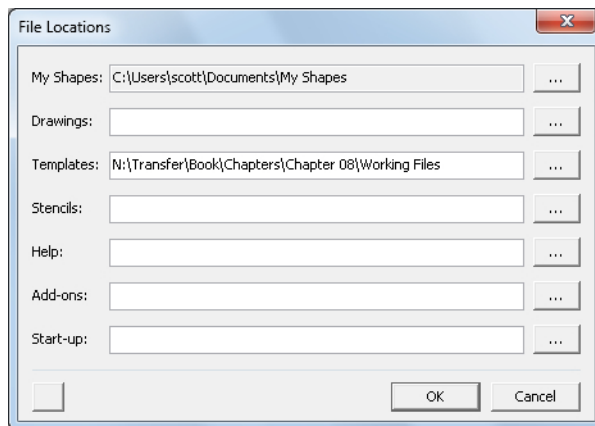 File Locations
My Shapes: C:\Users\scott\Documents\My Shapes ...
Drawings: ...
Templates: N:\Transfer\Book\Chapters\Chapter 08\Working Files ...
Stencils: ...
Help: ...
Add-ons: ...
Start-up: ...
OK Cancel